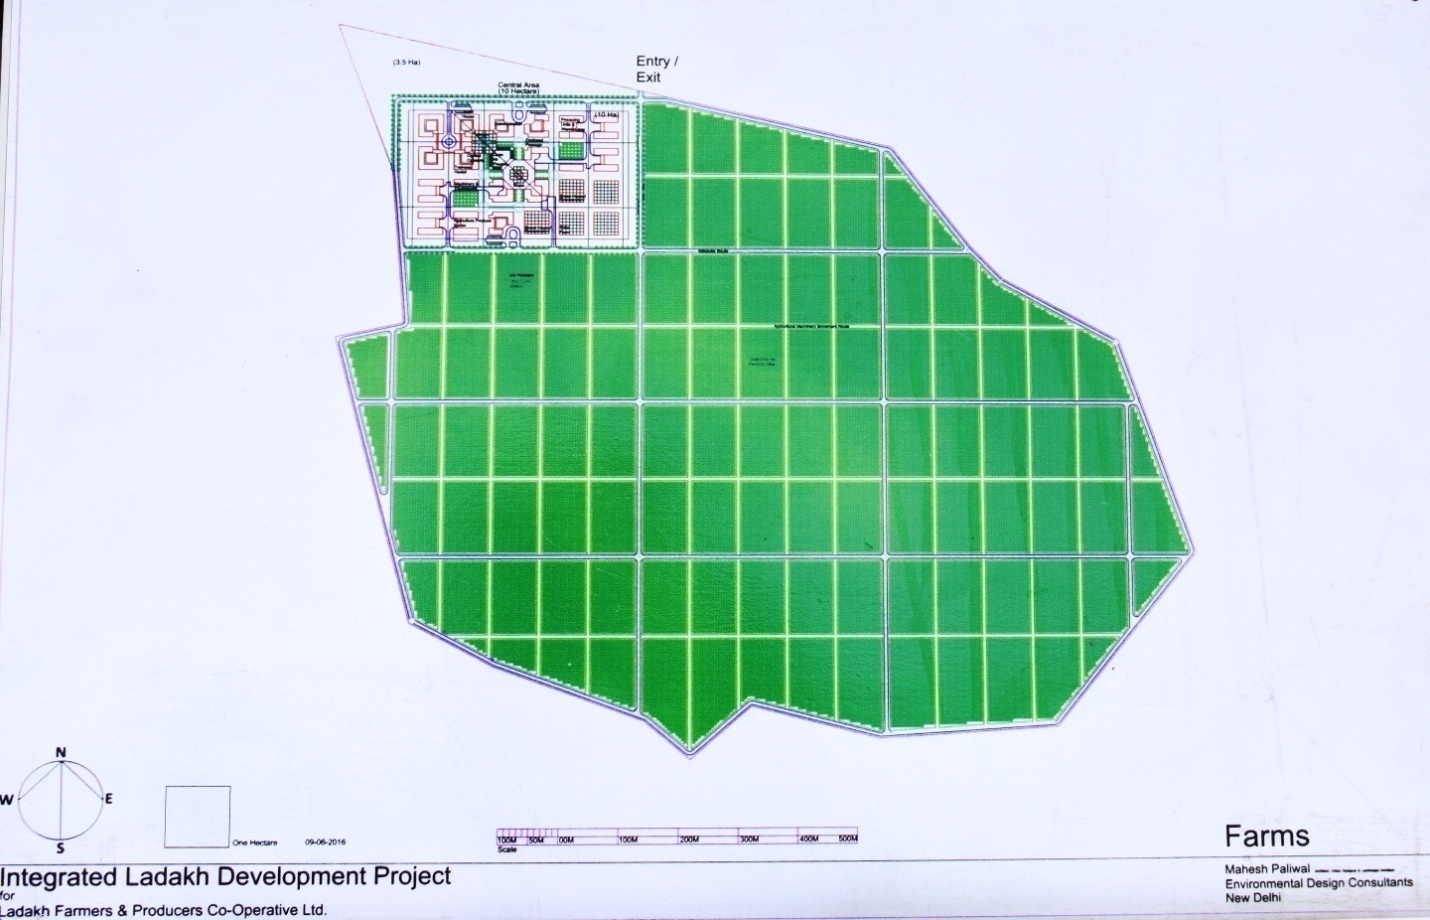 (3.5 Ha)
Entry /
Exit
Central Area
(10 Hectare)
(10 Ha)
Agricultural Machinery Movement Route
N
W
E
S
One Hectare
09-06-2016
100M 50M 00M 100M 200M 300M 400M 500M
Scale
Farms
Integrated Ladakh Development Project
for
Ladakh Farmers & Producers Co-Operative Ltd.
Mahesh Paliwal
Environmental Design Consultants
New Delhi